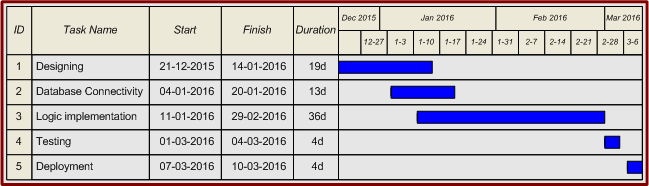 ID Task Name Start Finish Duration Dec 2015 Jan 2016 Feb 2016 Mar 2016
12-27 1-3 1-10 1-17 1-24 1-31 2-7 2-14 2-21 2-28 3-6
1 Designing 21-12-2015 14-01-2016 19d
2 Database Connectivity 04-01-2016 20-01-2016 13d
3 Logic implementation 11-01-2016 29-02-2016 36d
4 Testing 01-03-2016 04-03-2016 4d
5 Deployment 07-03-2016 10-03-2016 4d